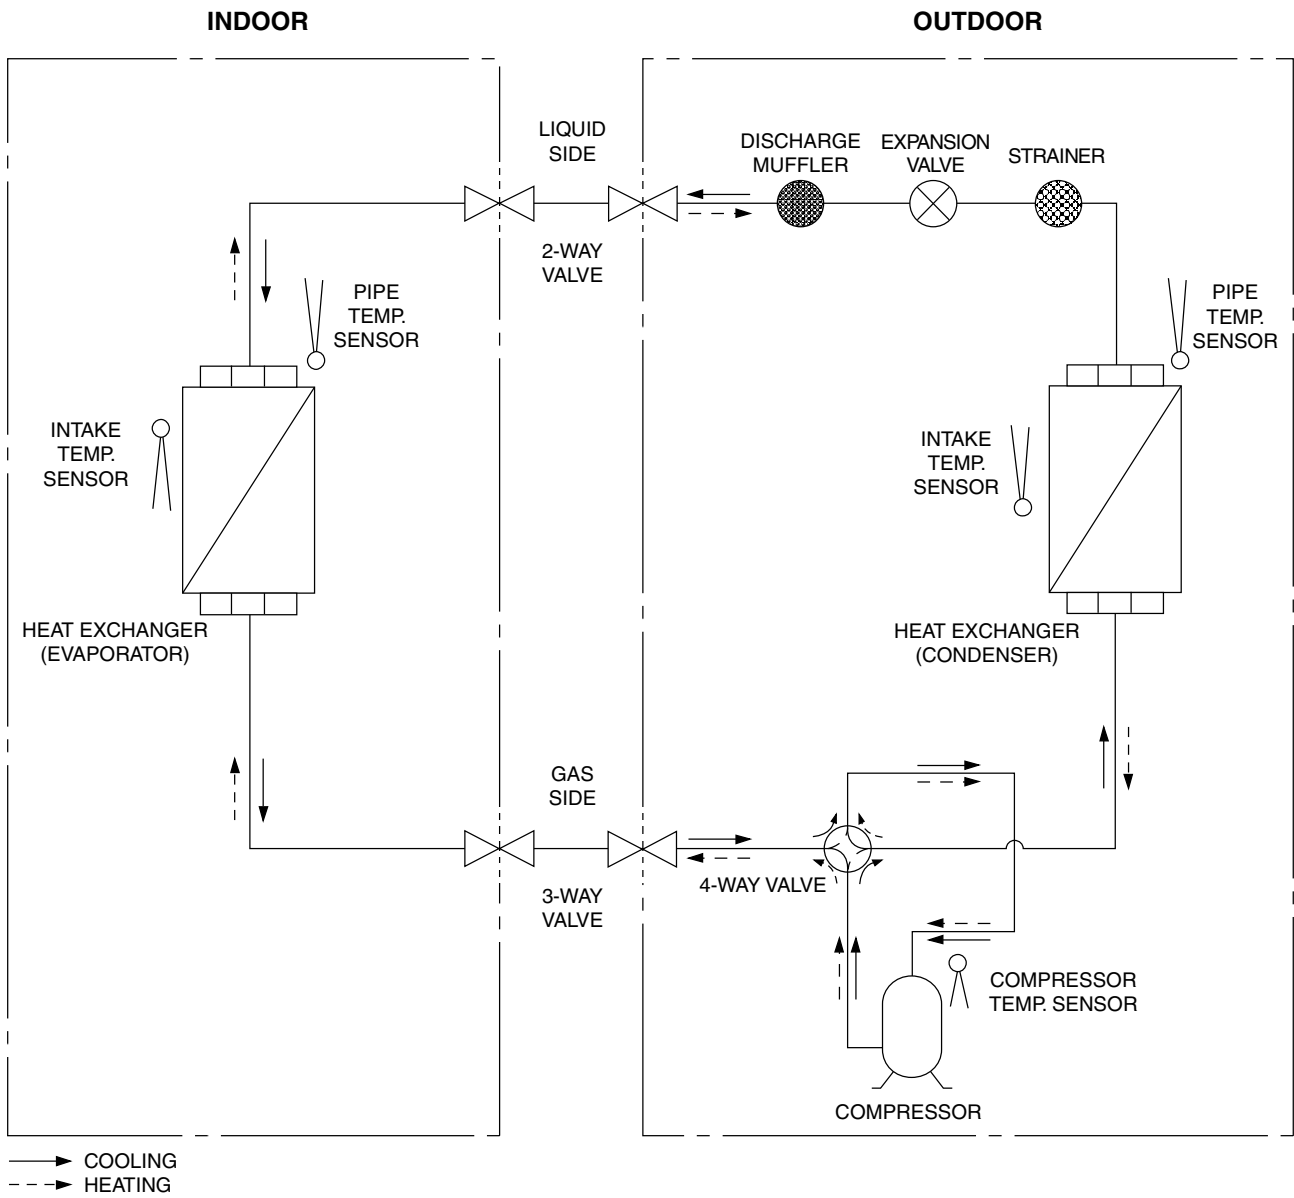 INDOOR
OUTDOOR
LIQUID
SIDE
DISCHARGE
MUFFLER
EXPANSION
VALVE
STRAINER
2-WAY
VALVE
PIPE
TEMP.
SENSOR
PIPE
TEMP.
SENSOR
INTAKE
TEMP.
SENSOR
INTAKE
TEMP.
SENSOR
HEAT EXCHANGER
(EVAPORATOR)
HEAT EXCHANGER
(CONDENSER)
GAS
SIDE
3-WAY
VALVE
4-WAY VALVE
COMPRESSOR
TEMP. SENSOR
COMPRESSOR
COOLING
HEATING